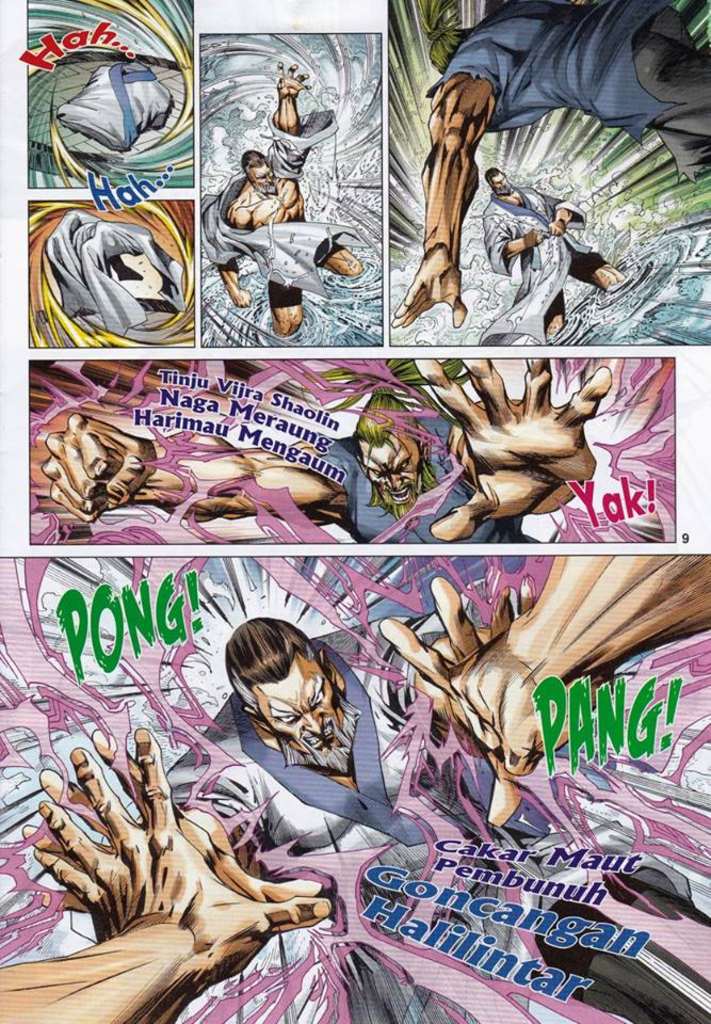 Hah...
Hah...
Tinju Vijra Shaolin
Naga Meraung
Harimau Mengaum
Yak!
9
PONG!
PANG!
Cakar Maut
Pembunuh
Goncangan
Halilintar